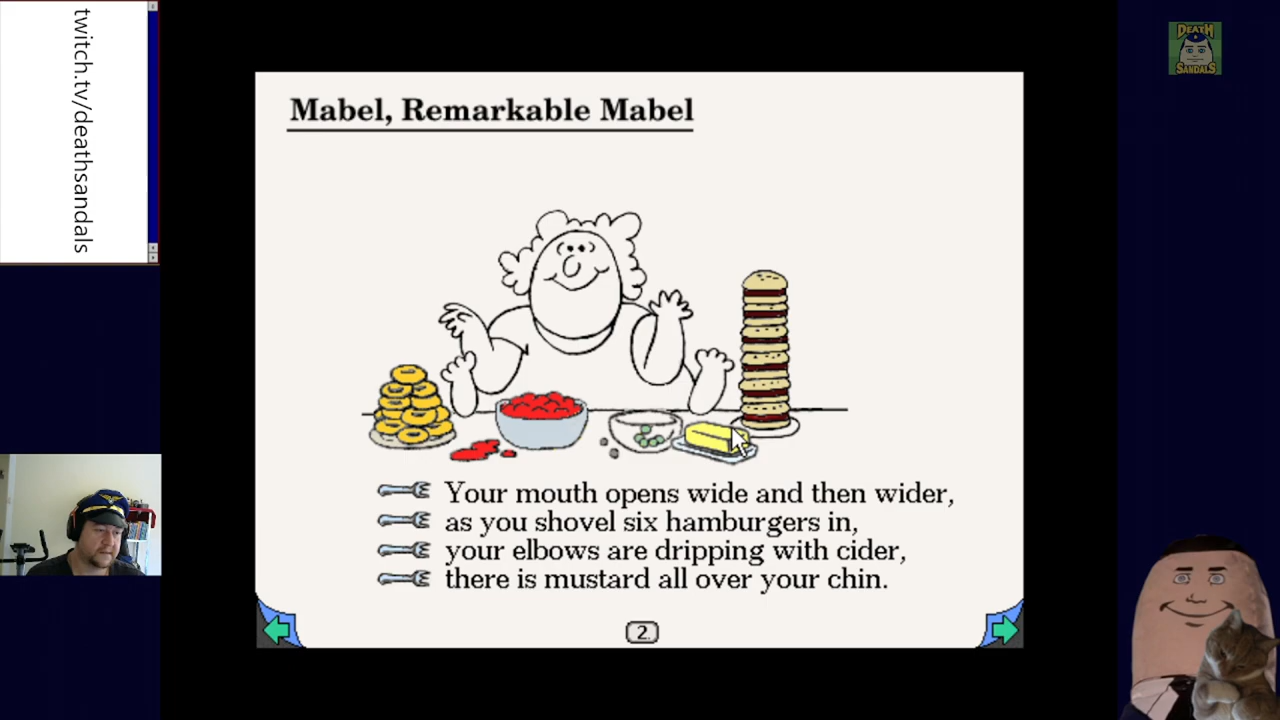 twitch.tv/deathsandals
DEATH
SANDALS
Mabel, Remarkable Mabel
Your mouth opens wide and then wider,
as you shovel six hamburgers in,
your elbows are dripping with cider,
there is mustard all over your chin.
2